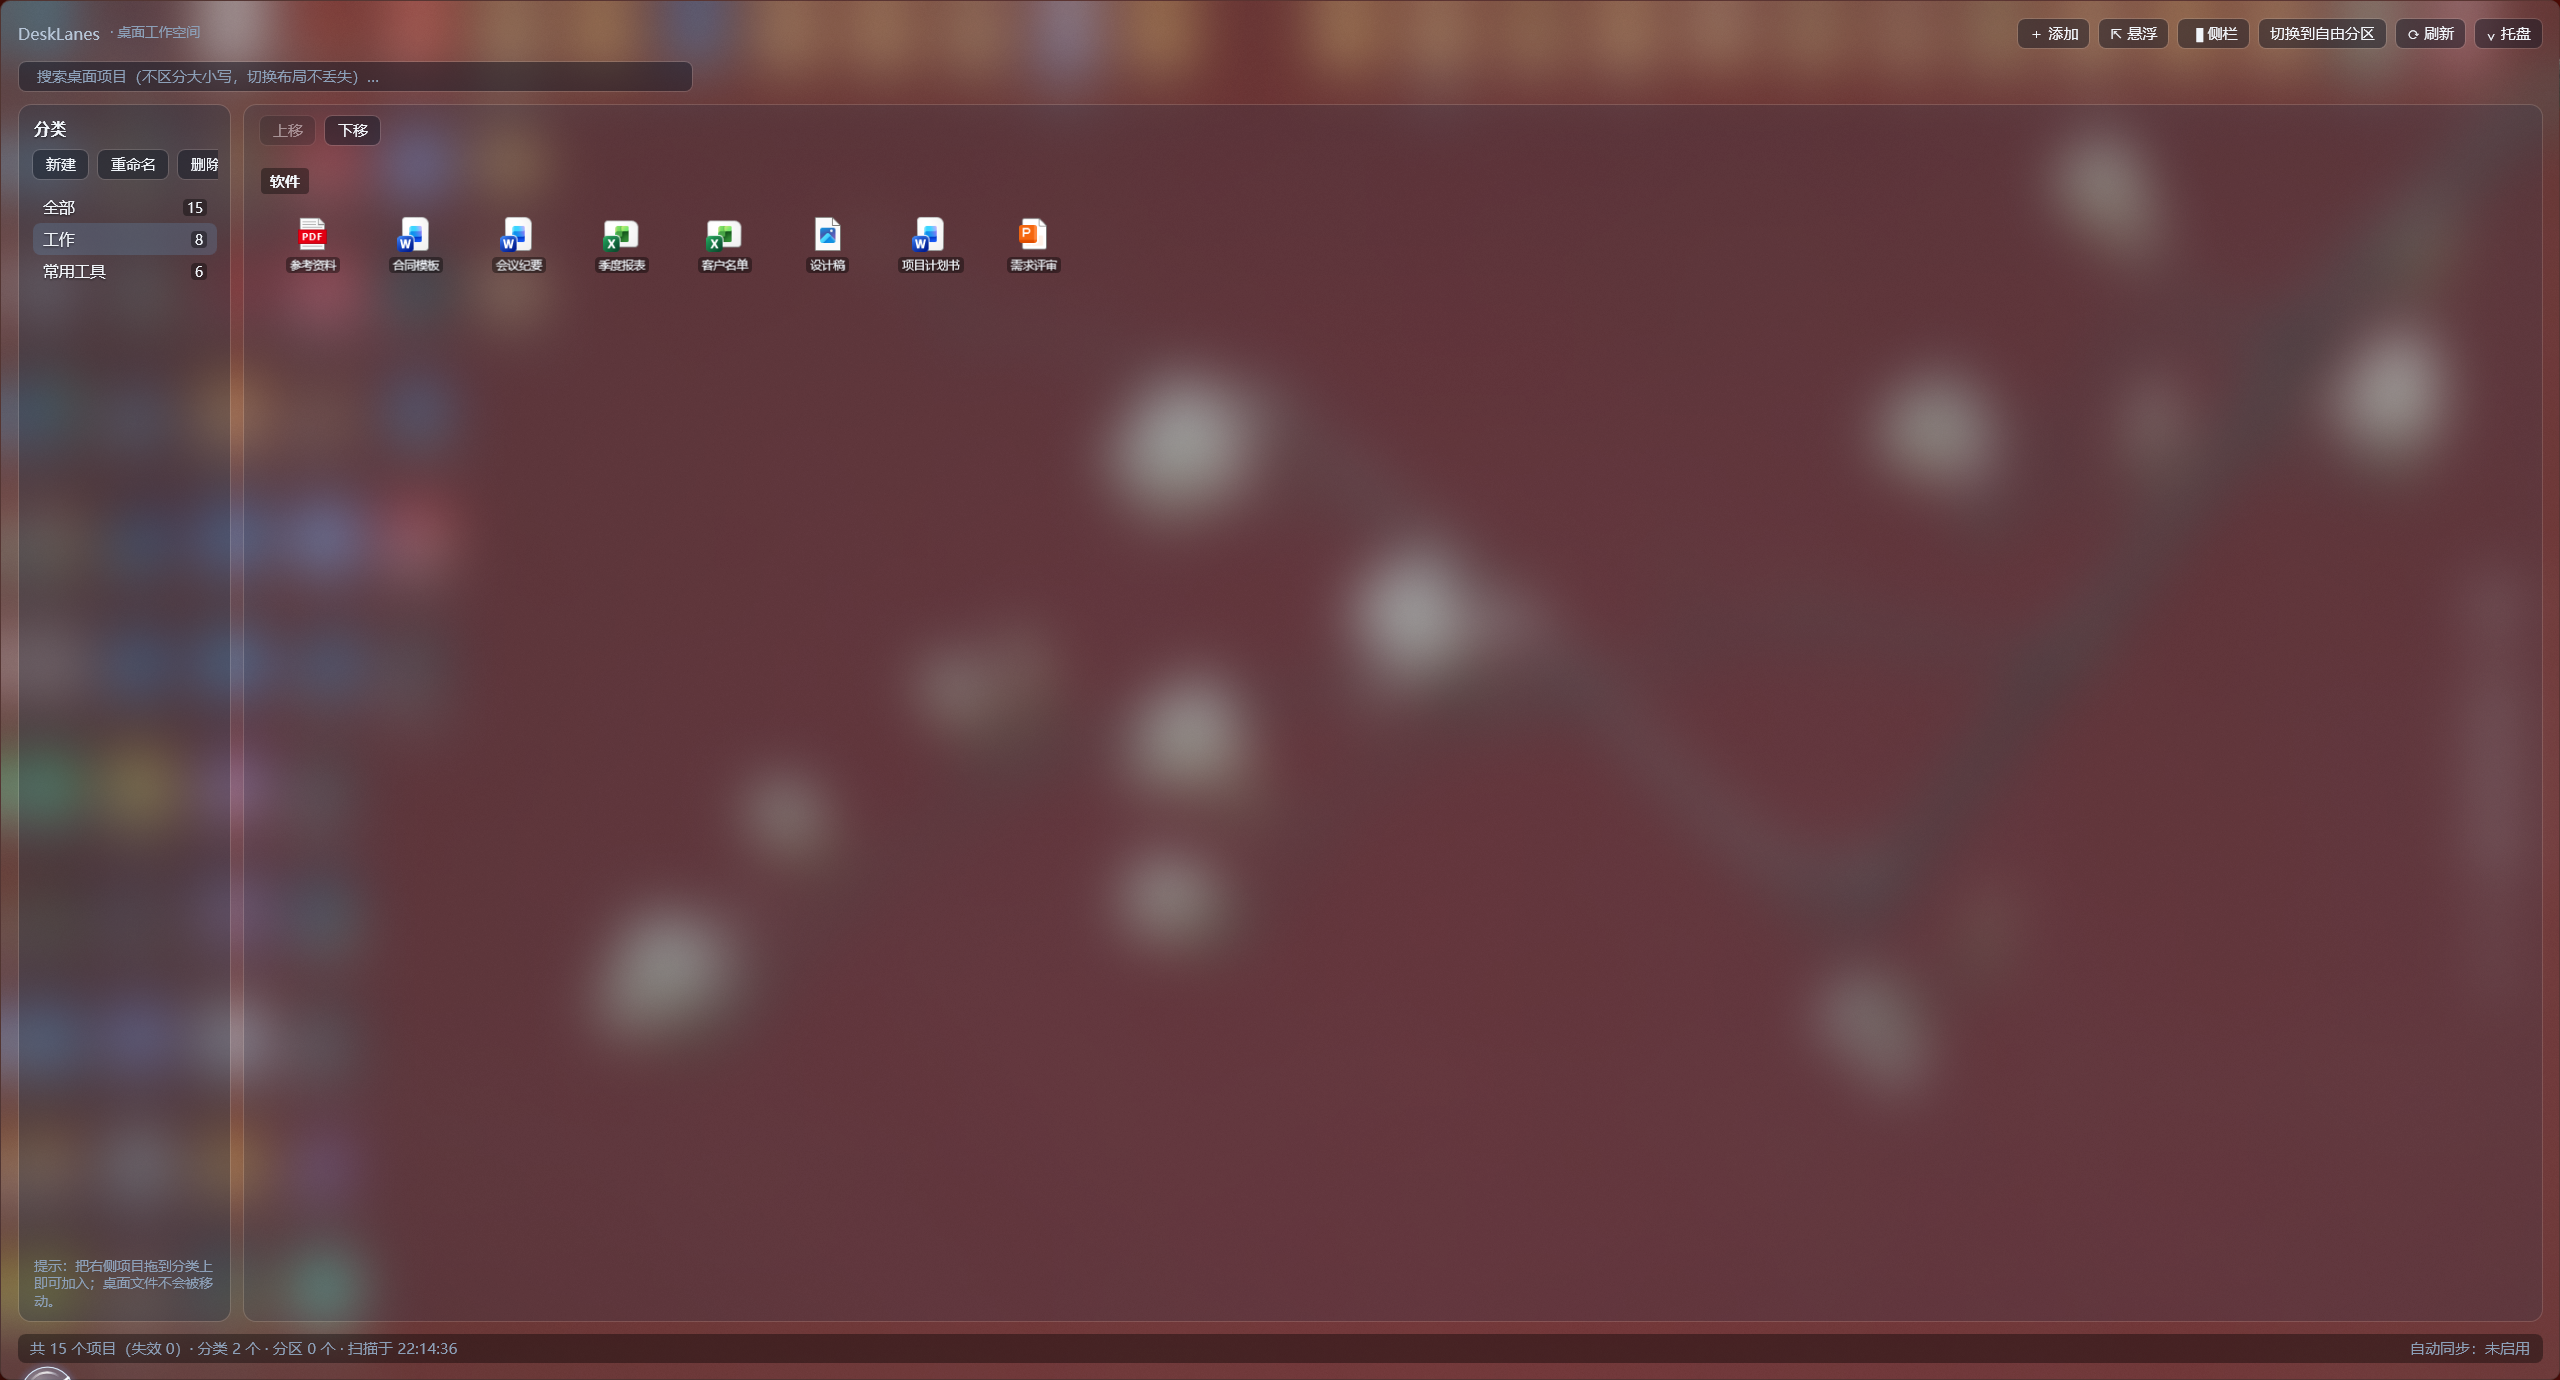 DeskLanes · 桌面工作空间
+ 添加
⇱ 悬浮
▐ 侧栏
切换到自由分区
⟳ 刷新
˅ 托盘
搜索桌面项目（不区分大小写，切换布局不丢失）...
分类
新建
重命名
删除
全部 15
工作 8
常用工具 6
提示：把右侧项目拖到分类上
即可加入；桌面文件不会被移
动。
上移
下移
软件
PDF
参考资料
W
合同模板
W
会议纪要
X
季度报表
X
客户名单
设计稿
W
项目计划书
P
需求评审
共 15 个项目（失效 0）· 分类 2 个 · 分区 0 个 · 扫描于 22:14:36
自动同步：未启用